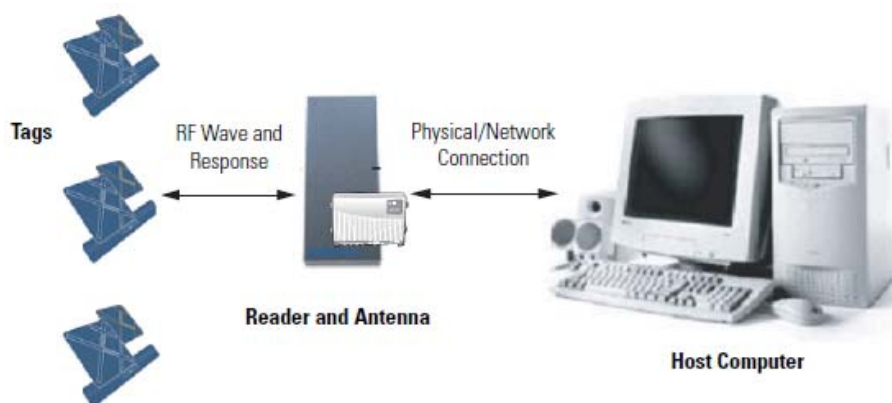 Tags
RF Wave and
Response
Physical/Network
Connection
Reader and Antenna
Host Computer